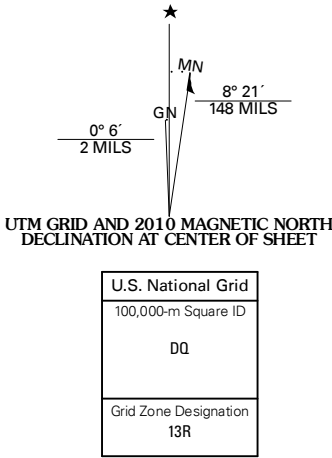 MN
8° 21´
148 MILS
GN
0° 6´
2 MILS
UTM GRID AND 2010 MAGNETIC NORTH
DECLINATION AT CENTER OF SHEET
U.S. National Grid
100,000-m Square ID
DQ
Grid Zone Designation
13R